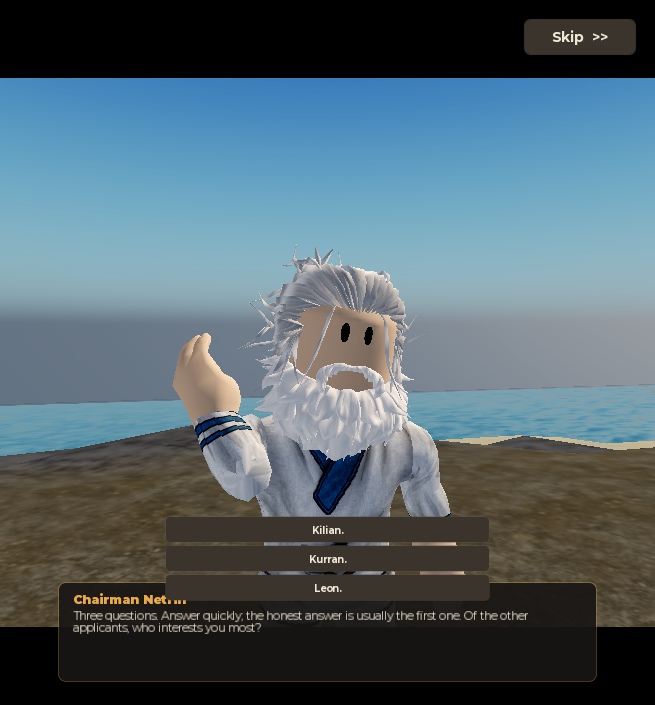 Skip >>
Kilian.
Kurran.
Leon.
Chairman
Three questions. Answer quickly; the honest answer is usually the first one. Of the other
applicants, who interests you most?